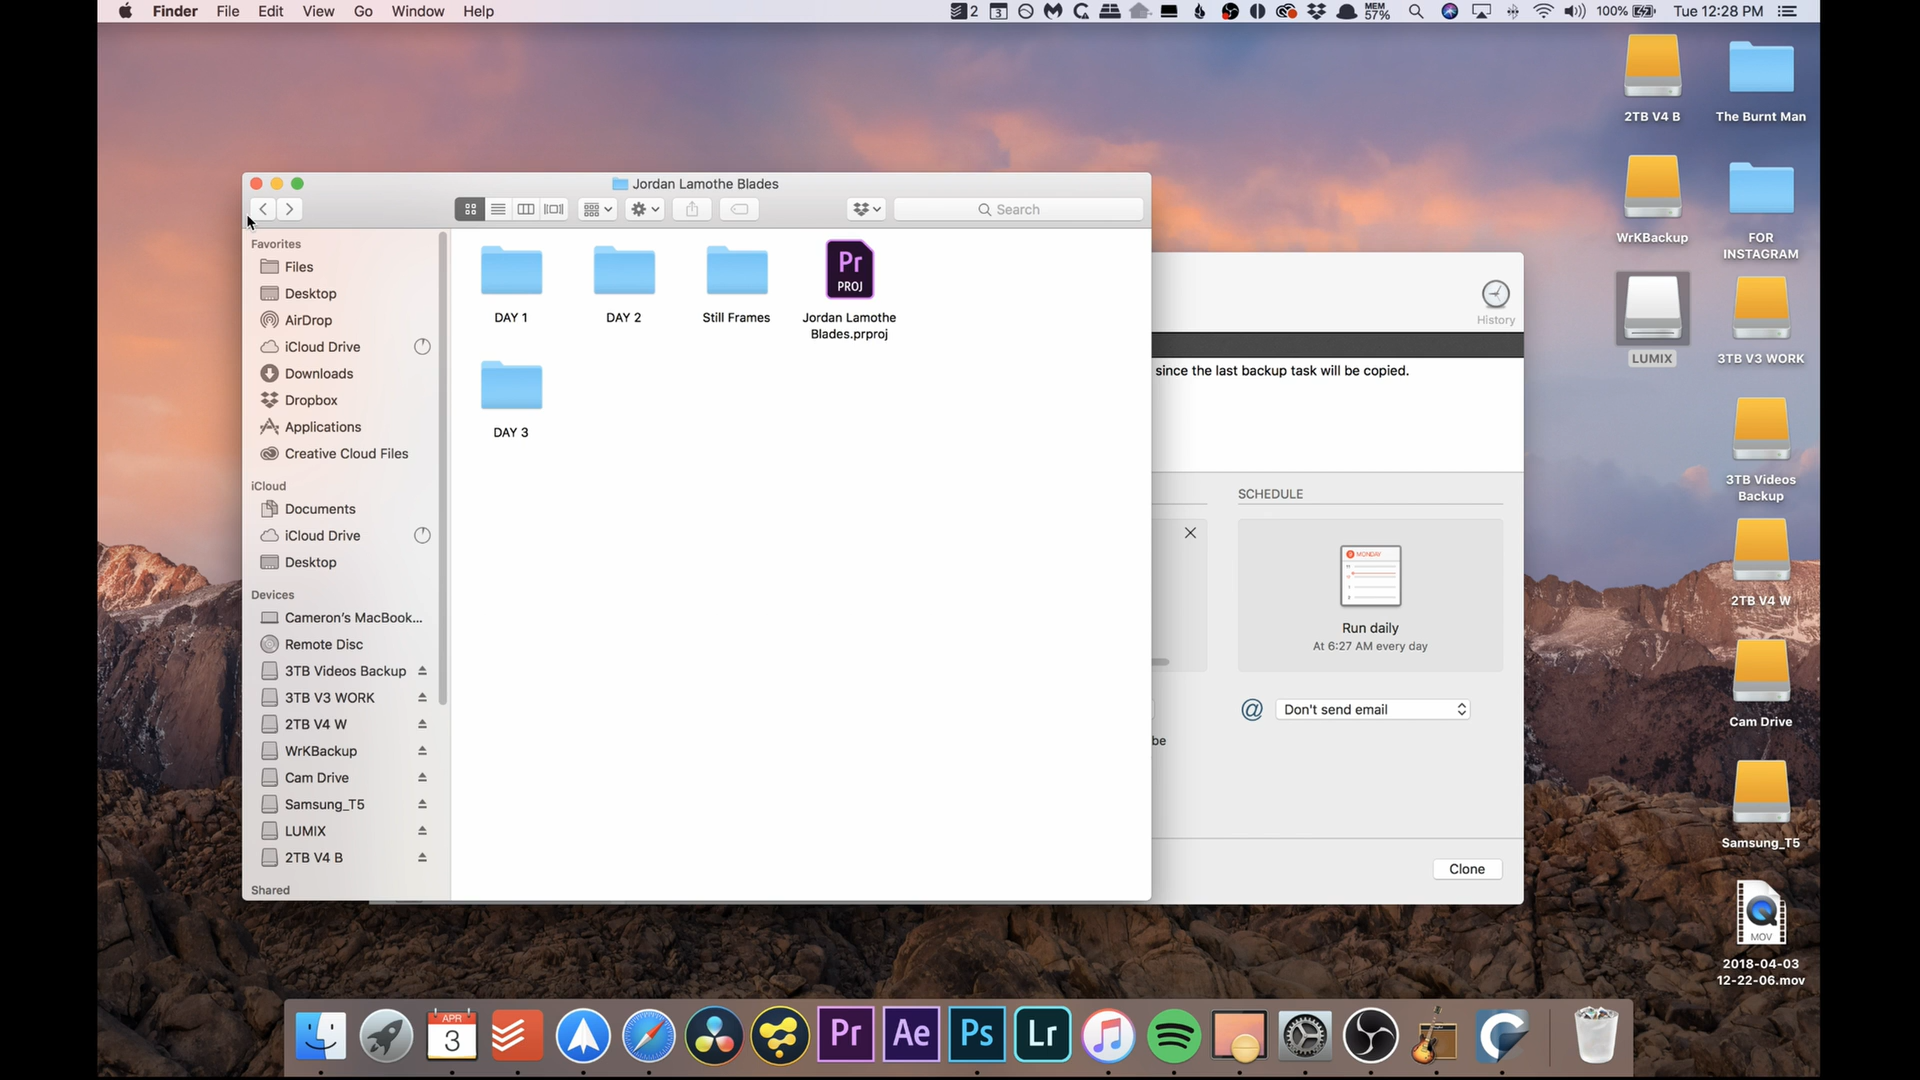 Finder File Edit View Go Window Help
2 3 MEM 57% 100% Tue 12:28 PM
Jordan Lamothe Blades
Search
Favorites
Files
Desktop
AirDrop
iCloud Drive
Downloads
Dropbox
Applications
Creative Cloud Files
iCloud
Documents
iCloud Drive
Desktop
Devices
Cameron's MacBook...
Remote Disc
3TB Videos Backup
3TB V3 WORK
2TB V4 W
WrKBackup
Cam Drive
Samsung_T5
LUMIX
2TB V4 B
Shared
DAY 1
DAY 2
Still Frames
Pr
PROJ
Jordan Lamothe
Blades.prproj
DAY 3
History
since the last backup task will be copied.
SCHEDULE
MONDAY
Run daily
At 6:27 AM every day
@ Don't send email
be
Clone
2TB V4 B
The Burnt Man
WrKBackup
FOR
INSTAGRAM
LUMIX
3TB V3 WORK
3TB Videos
Backup
2TB V4 W
Cam Drive
Samsung_T5
MOV
2018-04-03
12-22-06.mov
APR
3
Pr
Ae
Ps
Lr